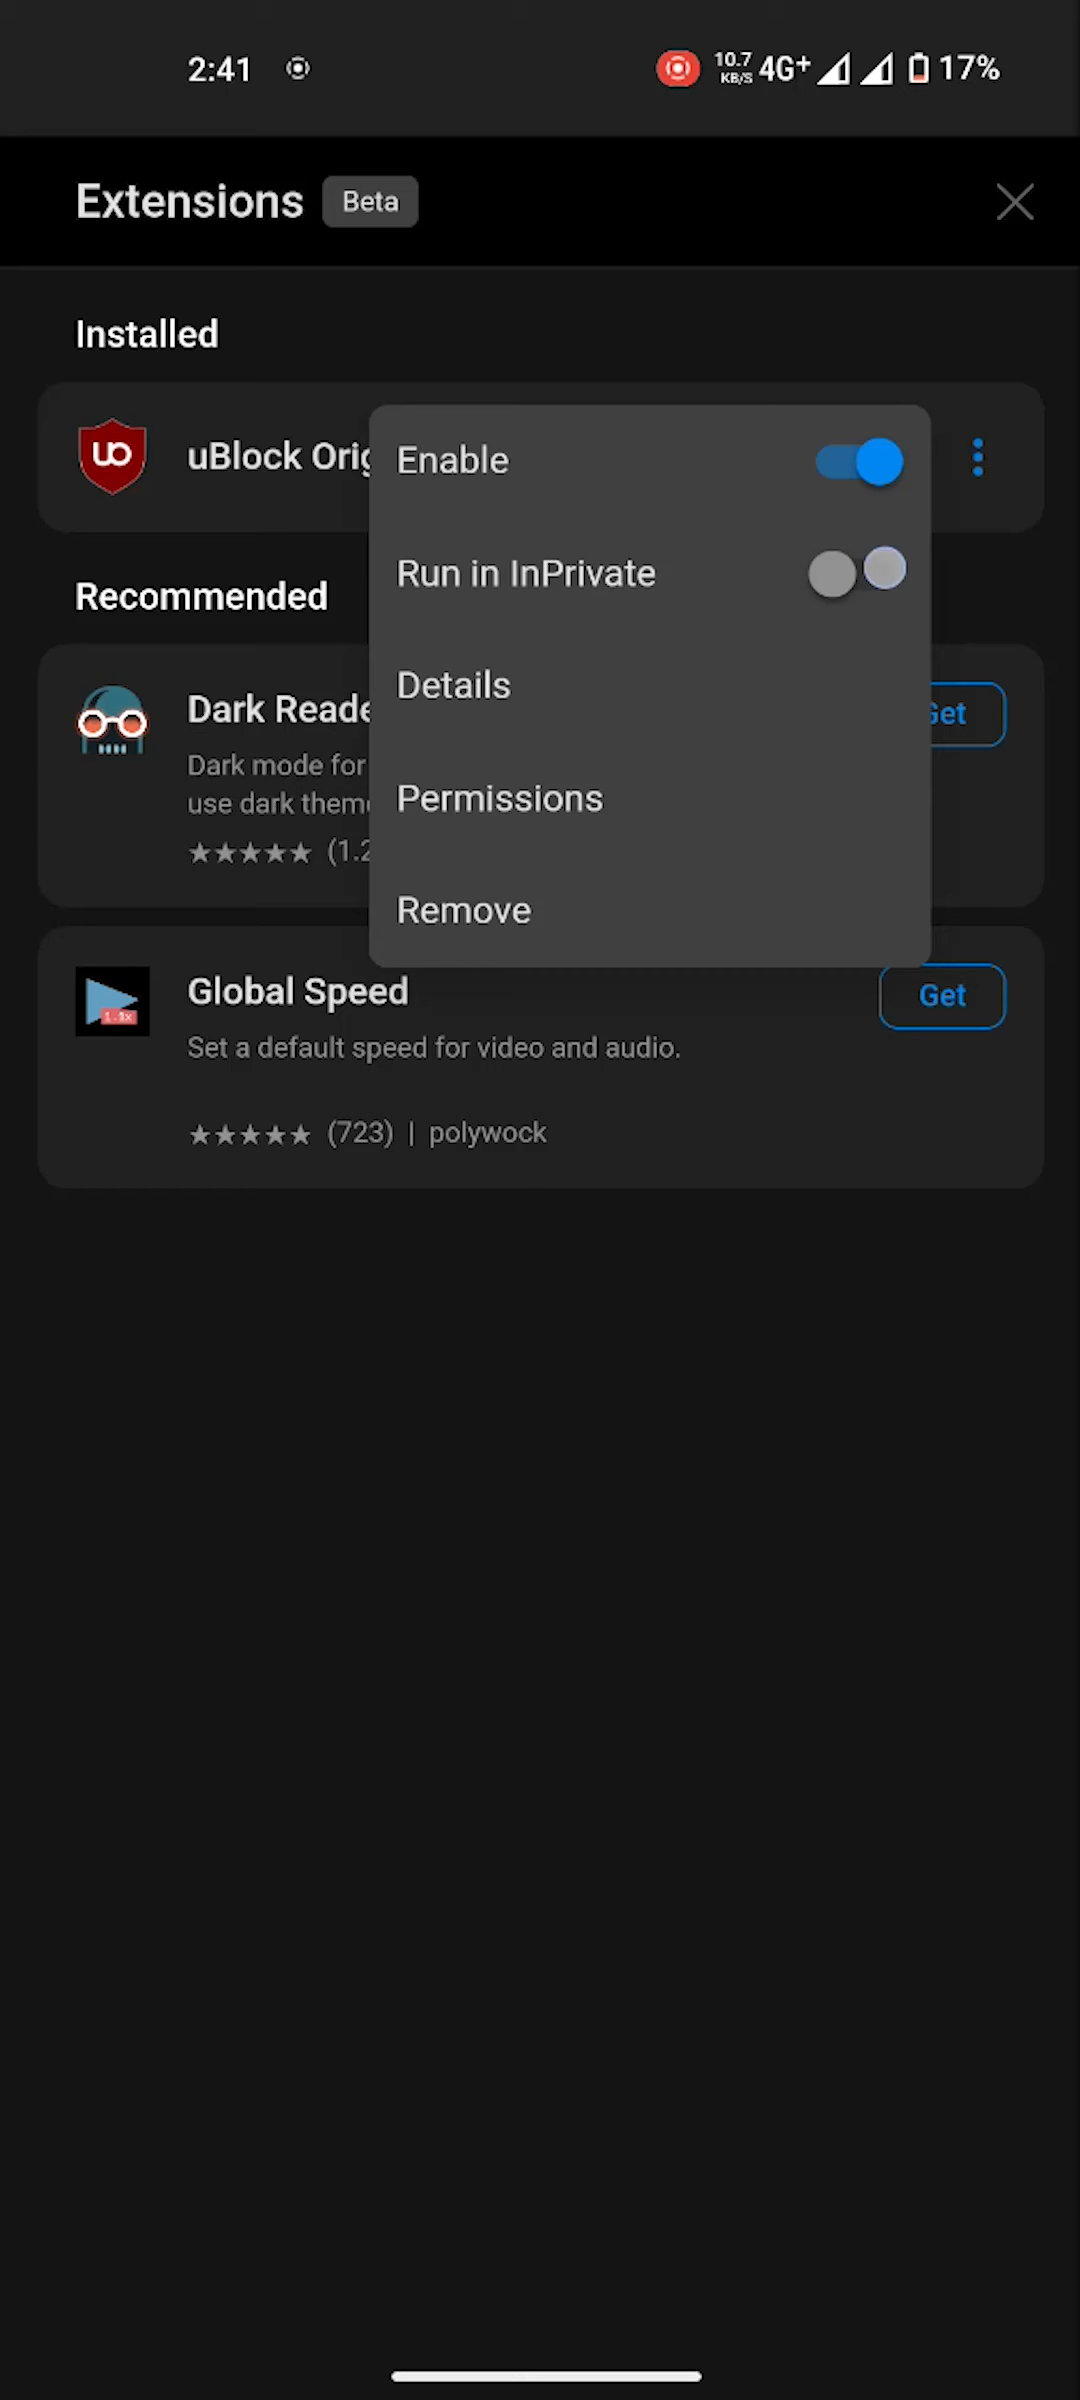 2:41
10.7 KB/S 4G+ 17%
Extensions Beta
Installed
uBlock Orig
Enable
Run in InPrivate
Details
Permissions
Remove
Recommended
Dark Reade
Get
Dark mode for
use dark them
★★★★★ (1.2
Global Speed
Get
Set a default speed for video and audio.
★★★★★ (723) | polywock